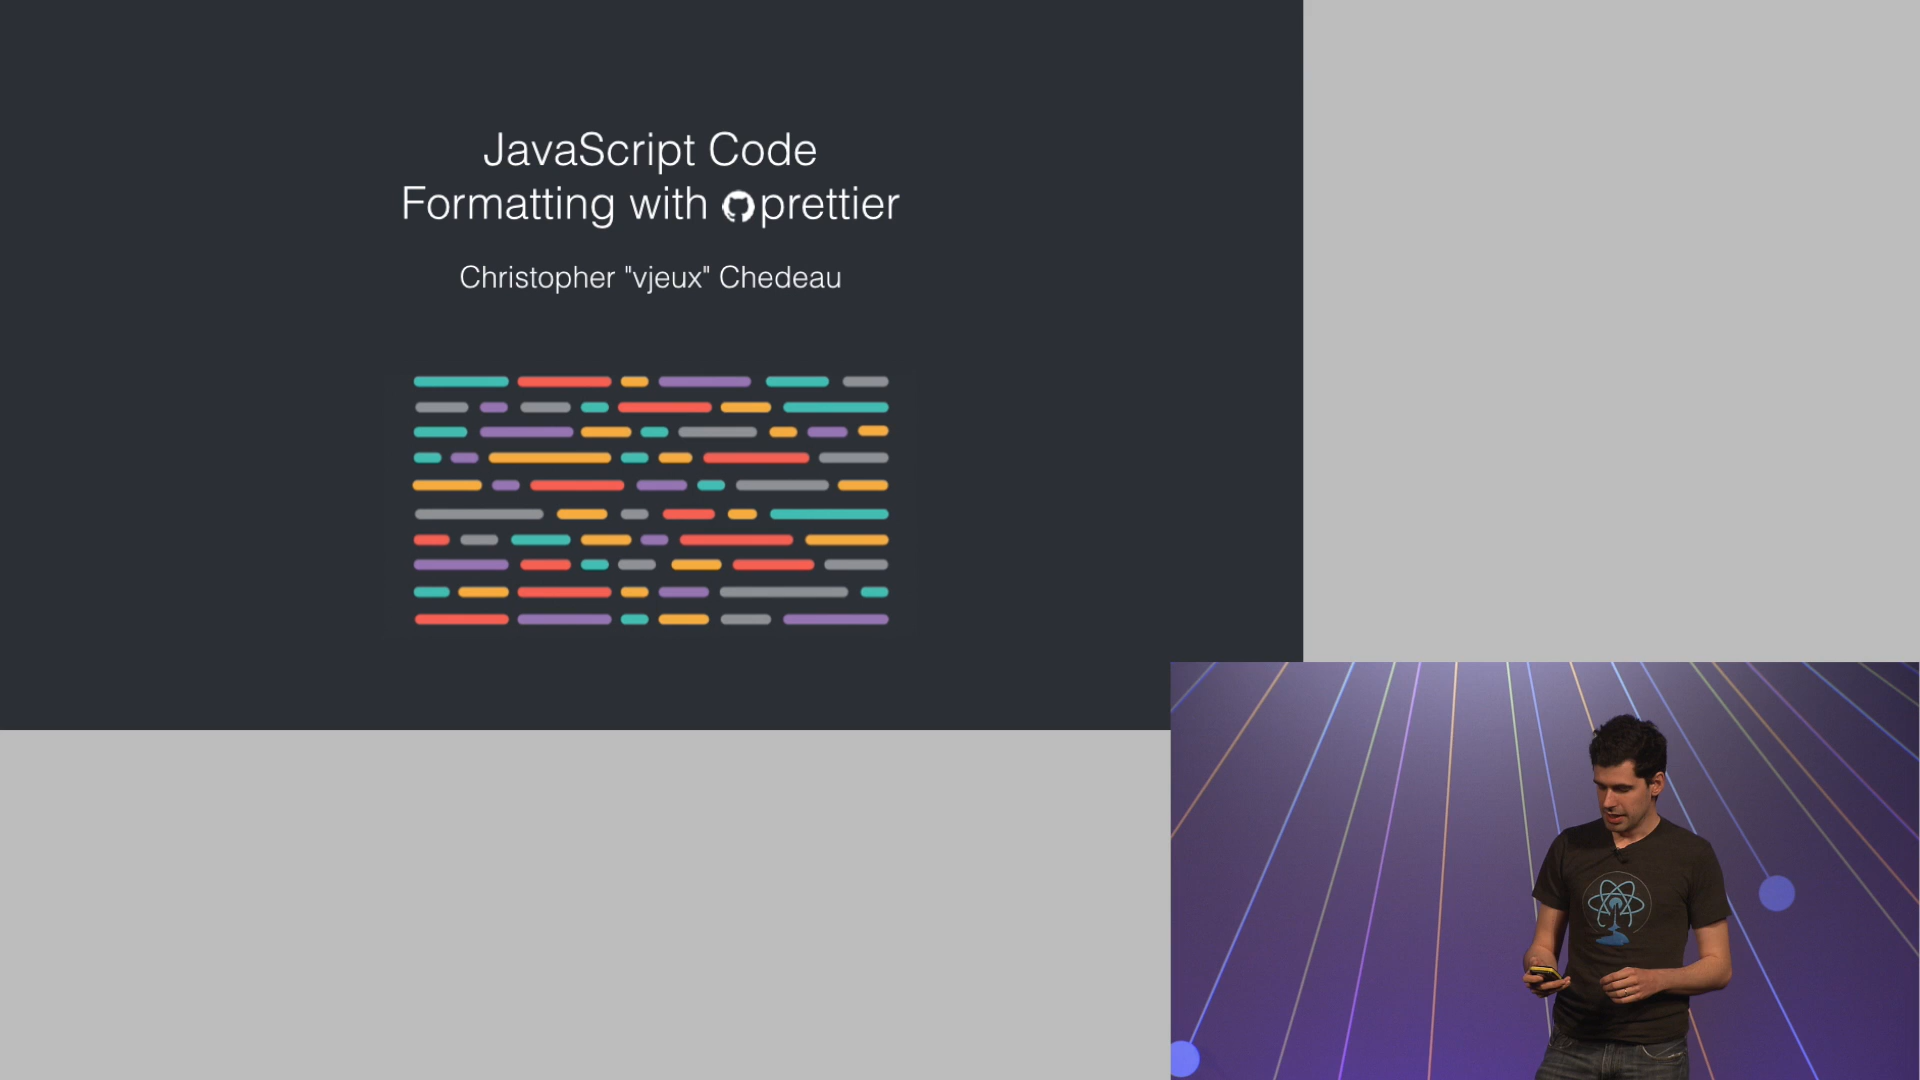 JavaScript Code
Formatting with prettier
Christopher "vjeux" Chedeau